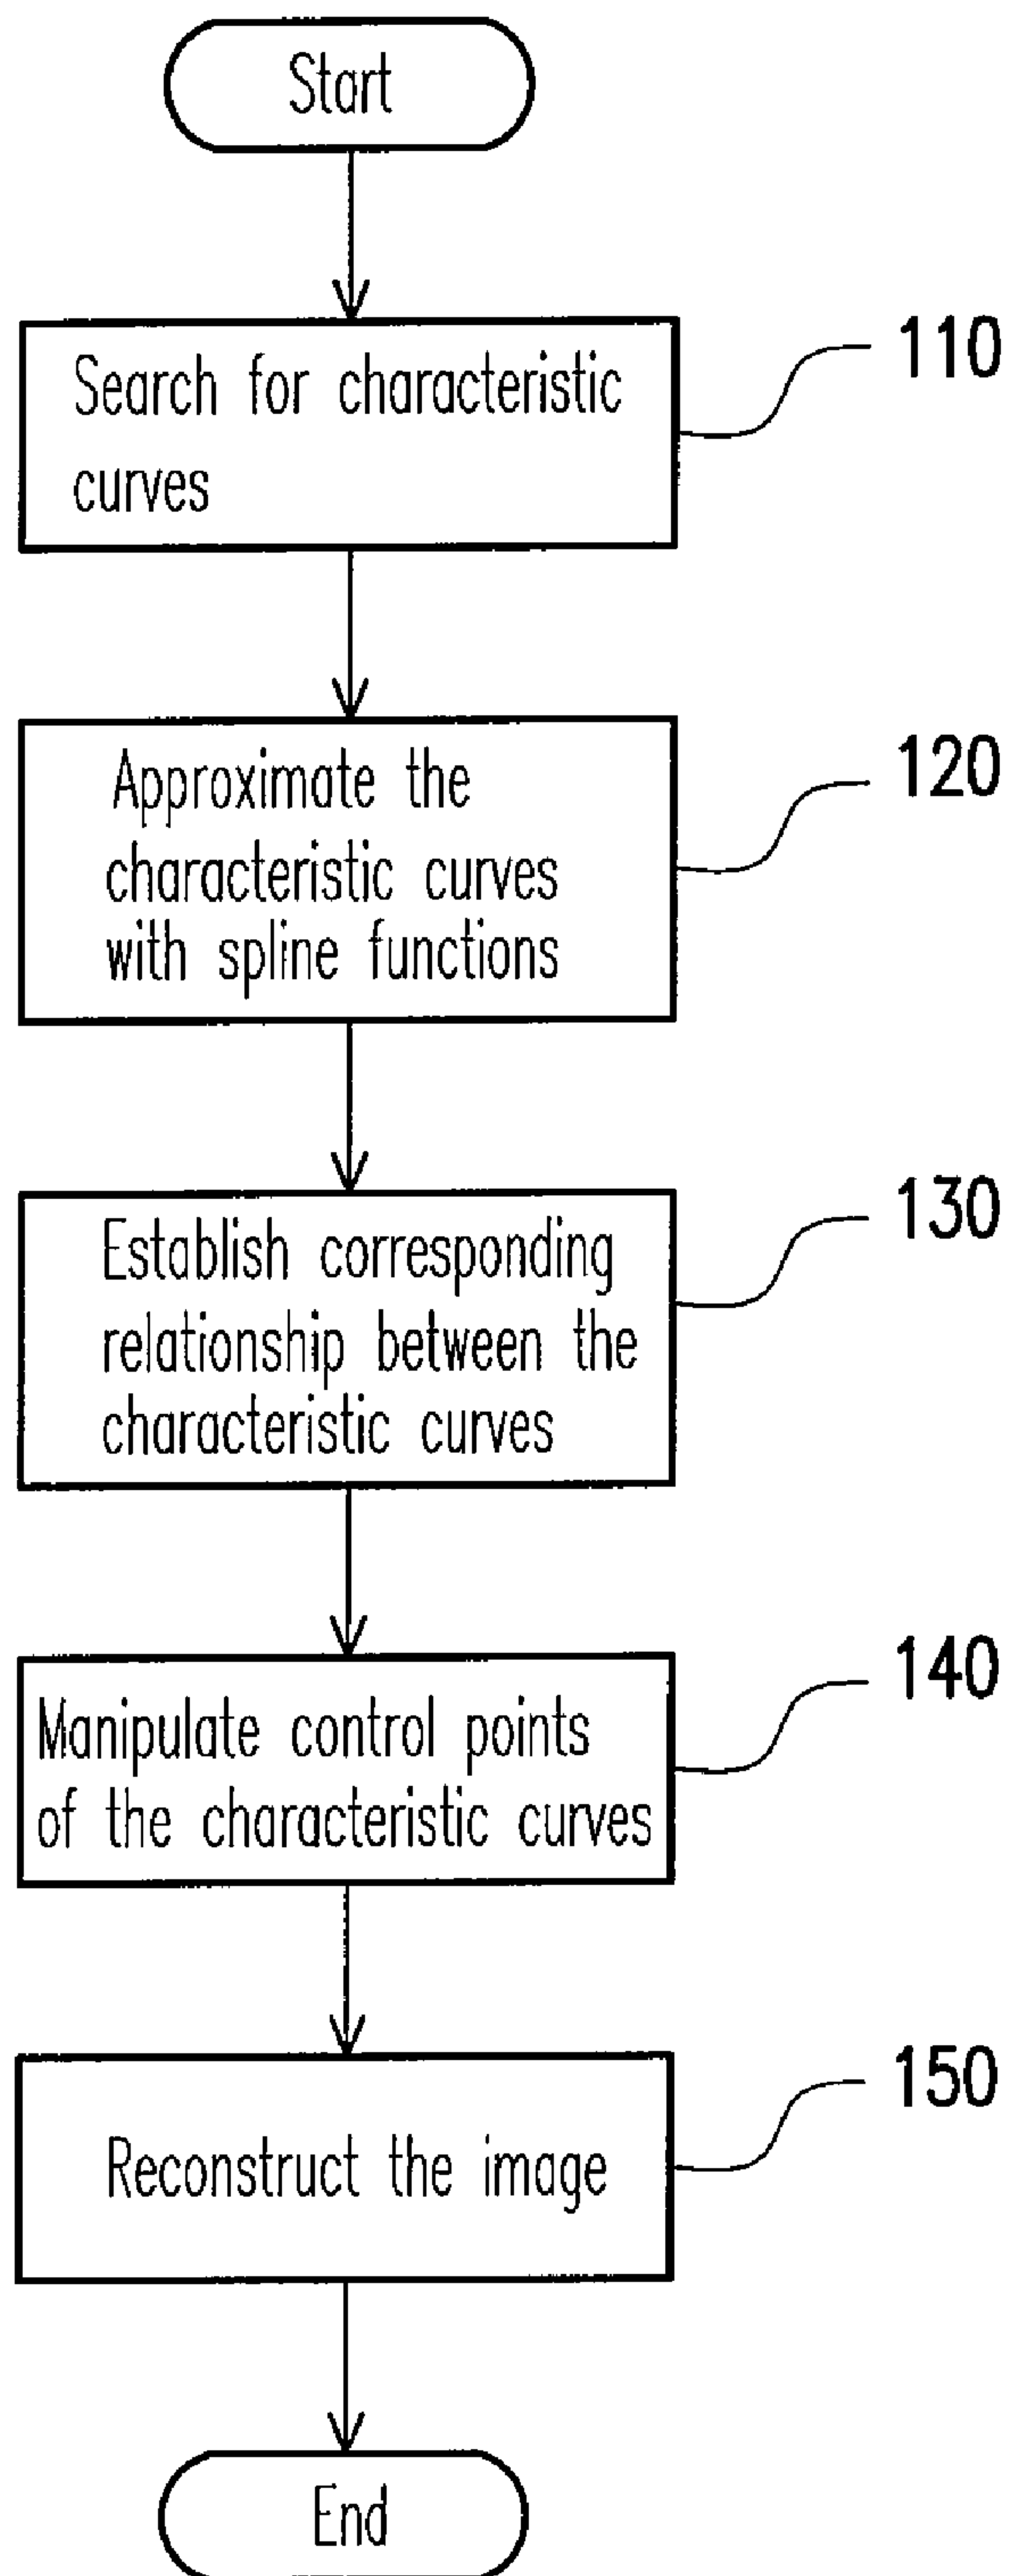 Start
Search for characteristic
curves
110
Approximate the
characteristic curves
with spline functions
120
Establish corresponding
relationship between the
characteristic curves
130
Manipulate control points
of the characteristic curves
140
Reconstruct the image
150
End